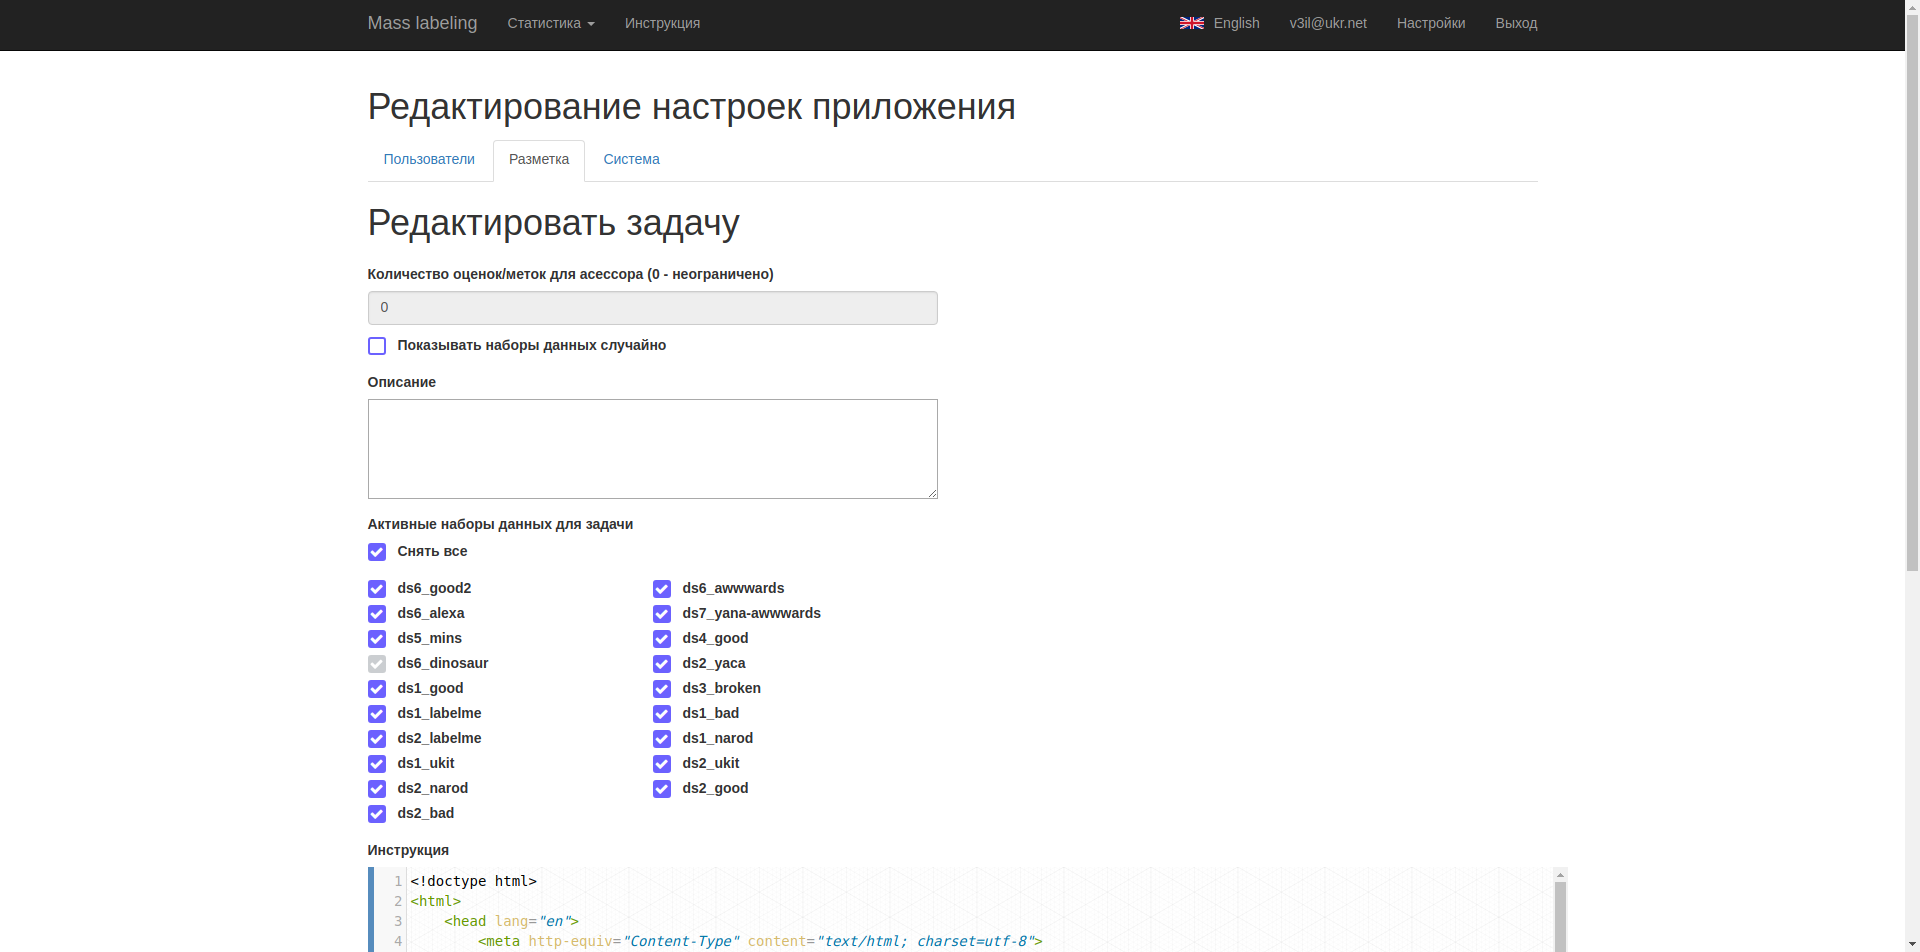 Mass labeling Статистика Инструкция English v3il@ukr.net Настройки Выход
Редактирование настроек приложения
Пользователи Разметка Система
Редактировать задачу
Количество оценок/меток для асессора (0 - неограничено)
0
Показывать наборы данных случайно
Описание
Активные наборы данных для задачи
Снять все
ds6_good2 ds6_awwwards
ds6_alexa ds7_yana-awwwards
ds5_mins ds4_good
ds6_dinosaur ds2_yaca
ds1_good ds3_broken
ds1_labelme ds1_bad
ds2_labelme ds1_narod
ds1_ukit ds2_ukit
ds2_narod ds2_good
ds2_bad
Инструкция
1 <!doctype html>
2 <html>
3 <head lang="en">
4 <meta http-equiv="Content-Type" content="text/html; charset=utf-8">